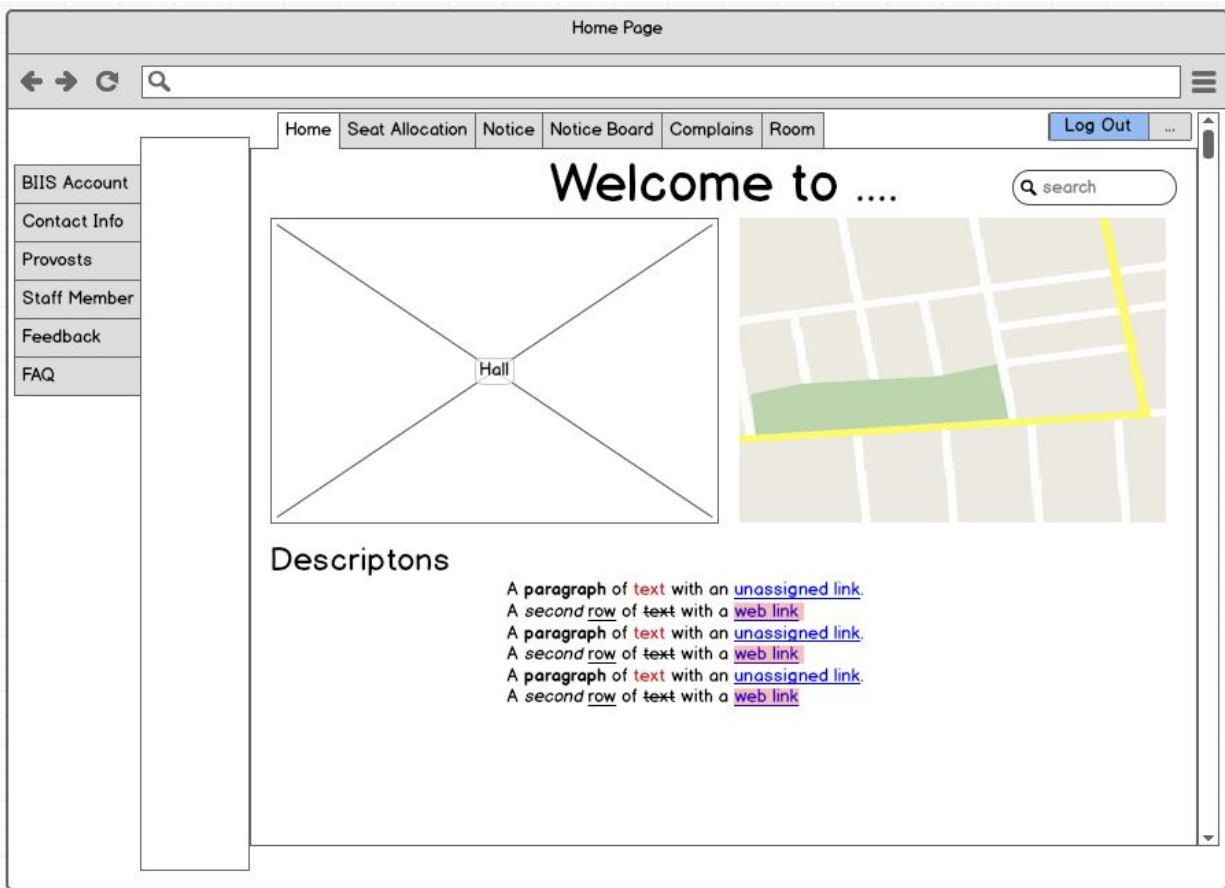 Home Page
Home Seat Allocation Notice Notice Board Complains Room
Log Out ...
BIIS Account
Contact Info
Provosts
Staff Member
Feedback
FAQ
Welcome to ....
search
Hall
Descriptons
A paragraph of text with an unassigned link.
A second row of text with a web link
A paragraph of text with an unassigned link.
A second row of text with a web link
A paragraph of text with an unassigned link.
A second row of text with a web link